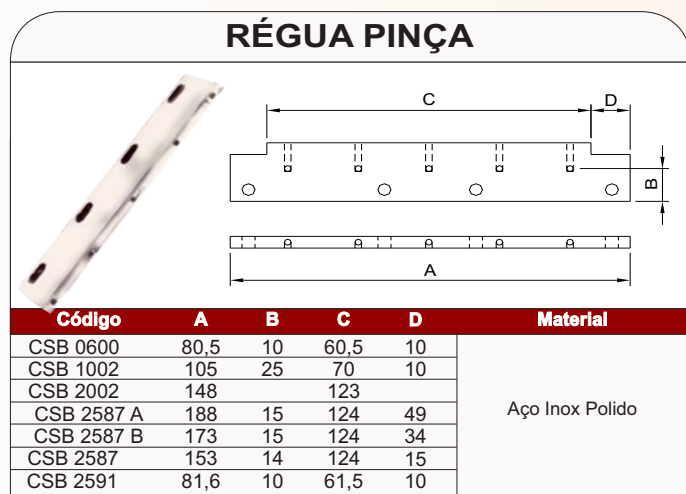 RÉGUA PINÇA
C
D
B
A
Código A B C D Material
CSB 0600 80,5 10 60,5 10
CSB 1002 105 25 70 10
CSB 2002 148 123
CSB 2587 A 188 15 124 49
Aço Inox Polido
CSB 2587 B 173 15 124 34
CSB 2587 153 14 124 15
CSB 2591 81,6 10 61,5 10